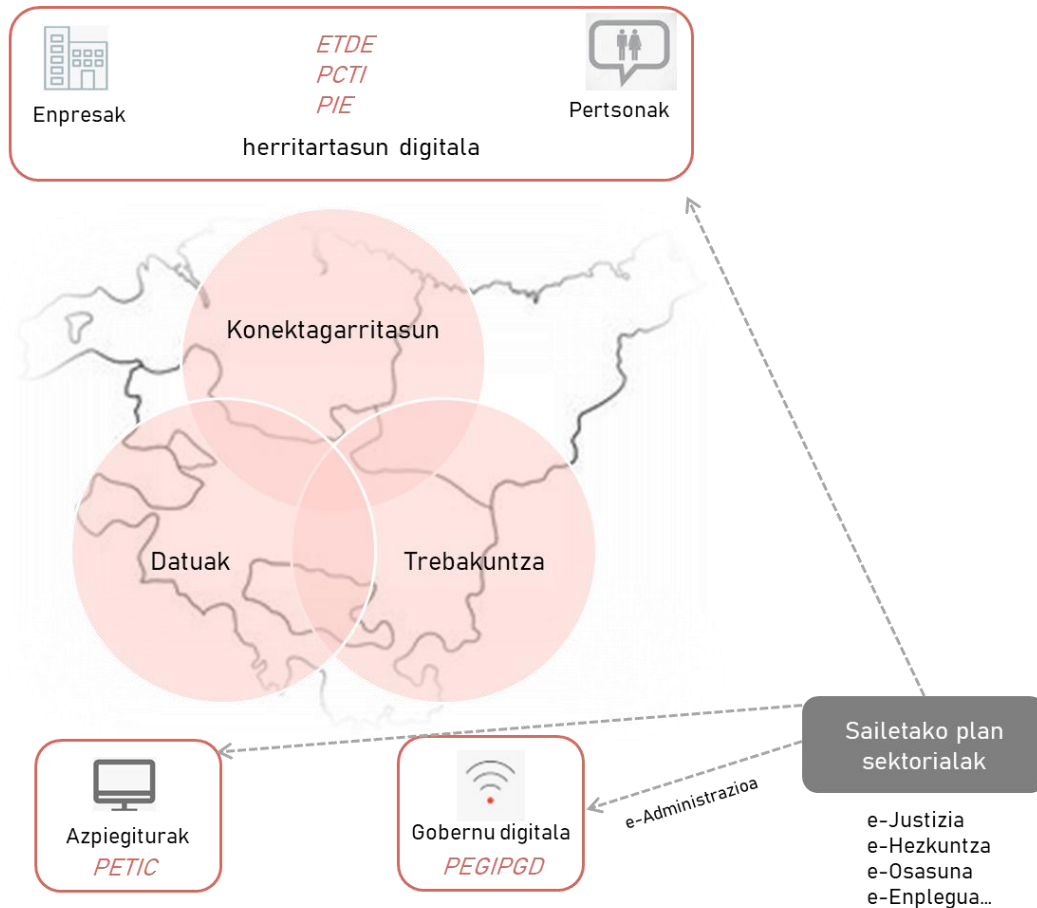 ETDE
PCTI
PIE
Enpresak
Pertsonak
herritartasun digitala
Konektagarritasun
Datuak
Trebakuntza
Sailetako plan
sektorialak
e-Administrazioa
Azpiegiturak
PETIC
Gobernu digitala
PEGIPGD
e-Justizia
e-Hezkuntza
e-Osasuna
e-Enplegua...